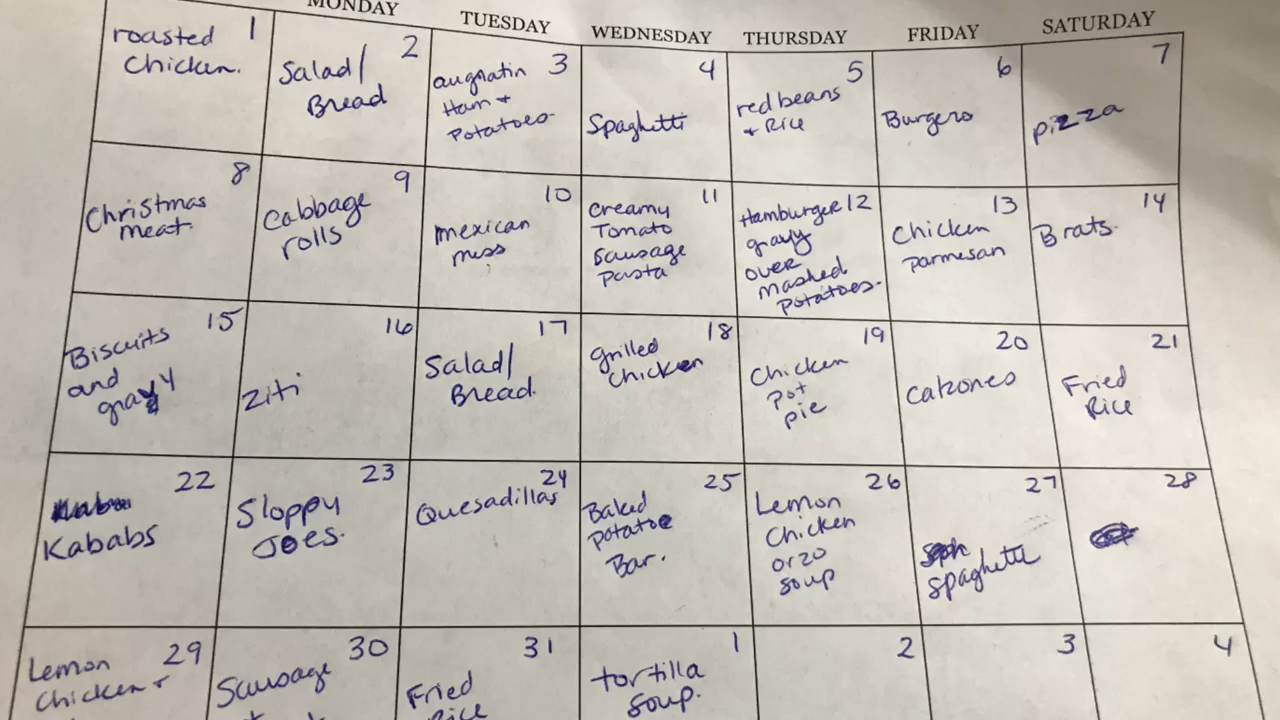 MONDAY
TUESDAY
WEDNESDAY
THURSDAY
FRIDAY
SATURDAY
1
roasted
Chicken.
2
Salad/
Bread
3
augratin
Ham +
Potatoes
4
Spaghetti
5
red beans
+ Rice
6
Burgers
7
pizza
8
Christmas
meat
9
Cabbage
rolls
10
mexican
mess
11
creamy
Tomato
Sausage
Pasta
Hamburger 12
gravy
over
mashed
potatoes.
13
Chicken
parmesan
14
Brats.
15
Biscuits
and
gravy
16
Ziti
17
Salad/
Bread.
18
grilled
chicken
19
Chicken
pot
pie
20
Calzones
21
Fried
Rice
22
Kababs
23
Sloppy
Joes.
24
Quesadillas
25
Baked
potatoe
Bar.
26
Lemon
Chicken
orzo
soup
27
spaghetti
28
29
Lemon
Chicken +
30
Sausage
31
Fried
Rice
1
tortilla
soup.
2
3
4